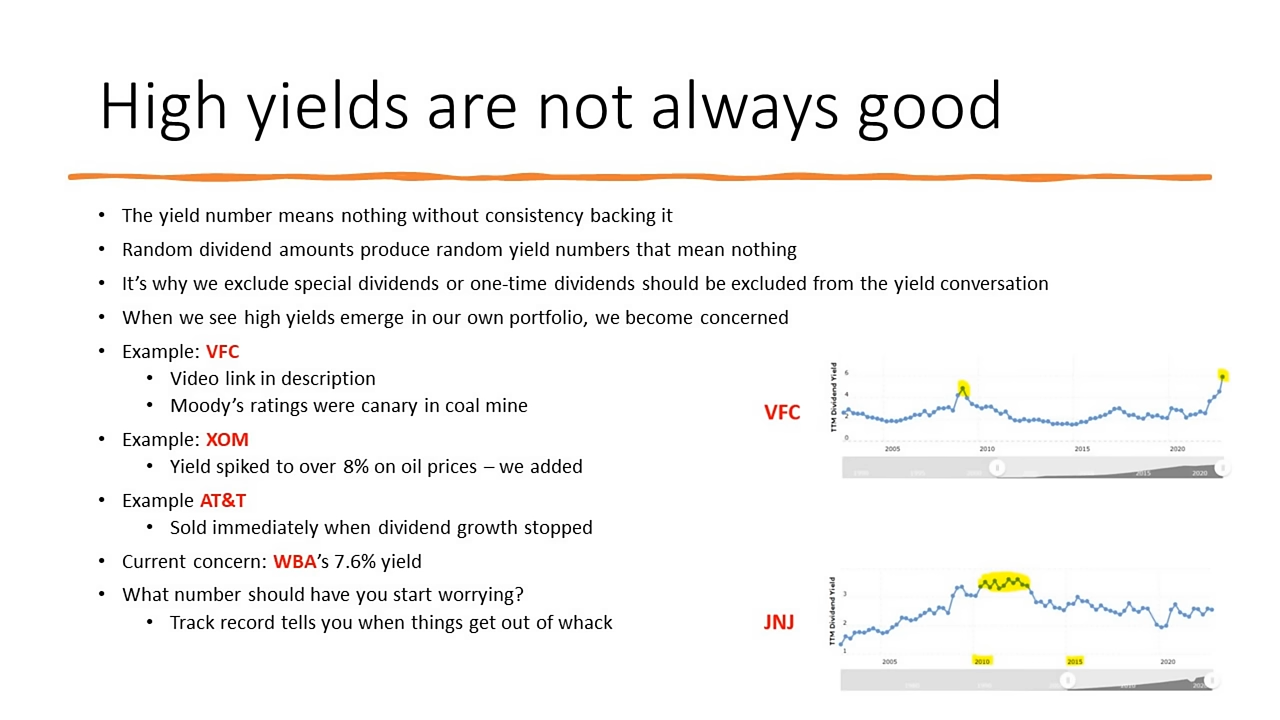 High yields are not always good
• The yield number means nothing without consistency backing it
• Random dividend amounts produce random yield numbers that mean nothing
• It’s why we exclude special dividends or one-time dividends should be excluded from the yield conversation
• When we see high yields emerge in our own portfolio, we become concerned
• Example: VFC
• Video link in description
• Moody’s ratings were canary in coal mine
• Example: XOM
• Yield spiked to over 8% on oil prices – we added
• Example AT&T
• Sold immediately when dividend growth stopped
• Current concern: WBA’s 7.6% yield
• What number should have you start worrying?
• Track record tells you when things get out of whack
VFC
TTM Dividend Yield
6
4
2
0
2005 2010 2015 2020
2015 2020
JNJ
TTM Dividend Yield
3
2
1
2005 2010 2015 2020